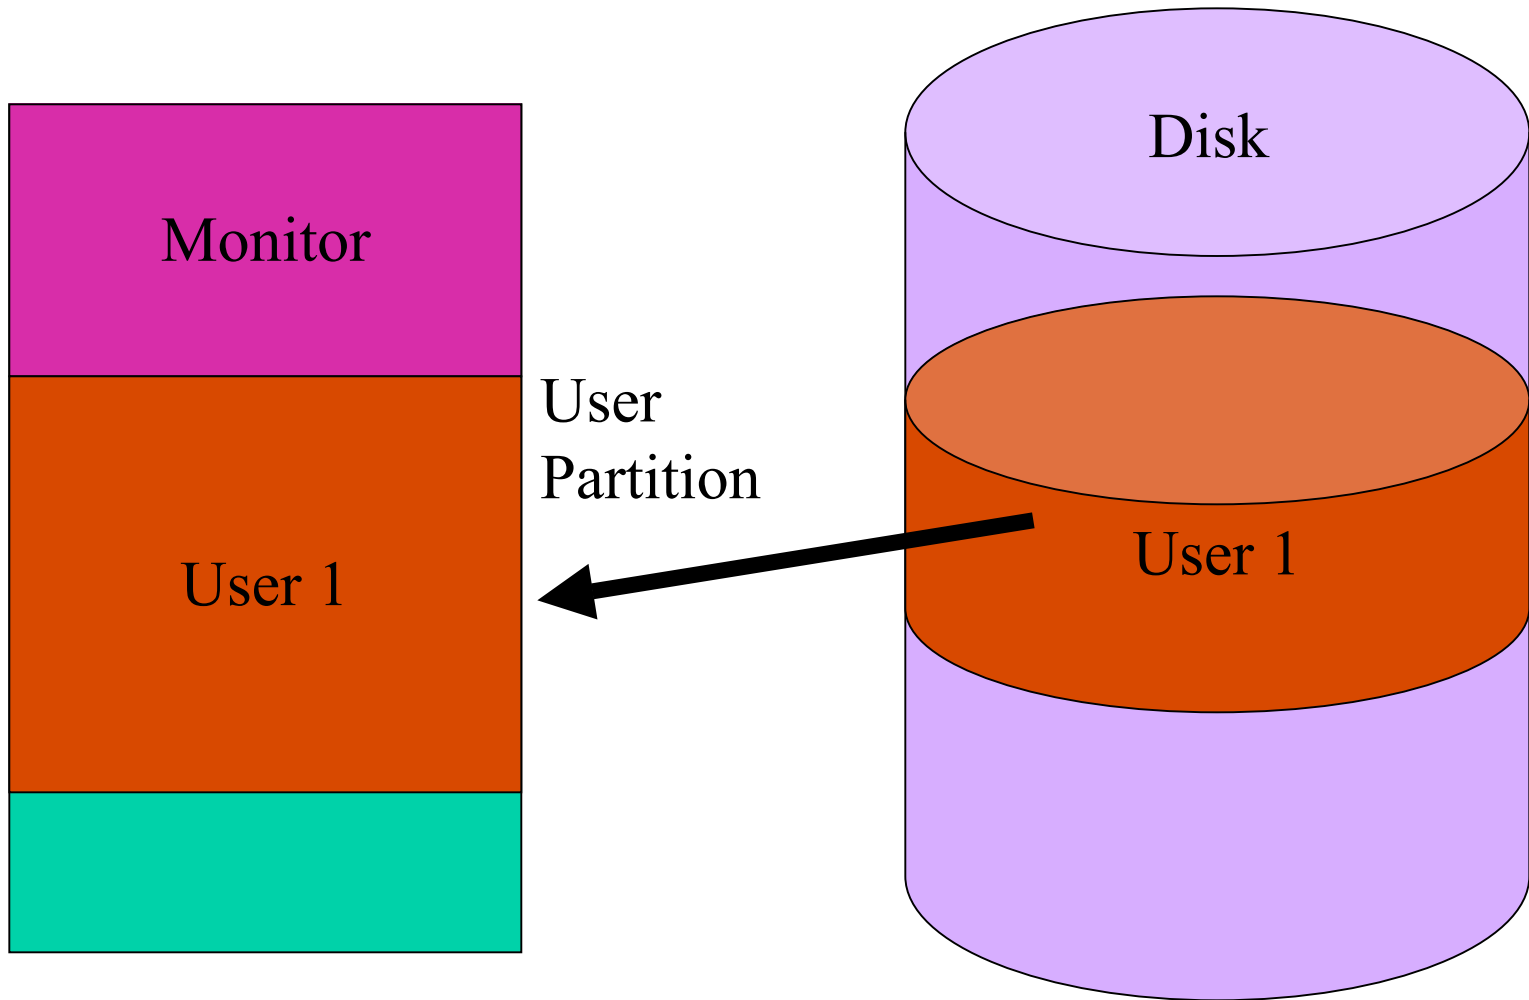 Disk
Monitor
User
Partition
User 1
User 1